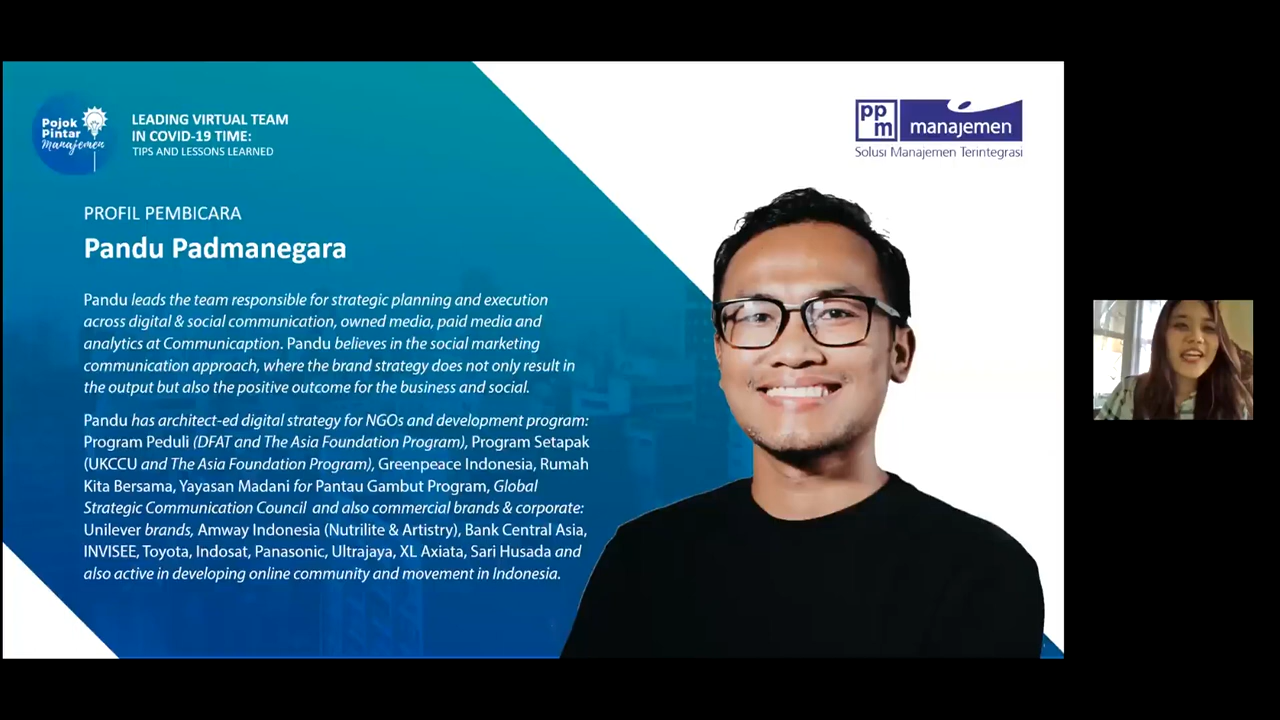 Pojok
Pintar
Manajemen
LEADING VIRTUAL TEAM
IN COVID-19 TIME:
TIPS AND LESSONS LEARNED
ppm manajemen
Solusi Manajemen Terintegrasi
PROFIL PEMBICARA
Pandu Padmanegara
Pandu leads the team responsible for strategic planning and execution
across digital & social communication, owned media, paid media and
analytics at Communicaption. Pandu believes in the social marketing
communication approach, where the brand strategy does not only result in
the output but also the positive outcome for the business and social.
Pandu has architect-ed digital strategy for NGOs and development program:
Program Peduli (DFAT and The Asia Foundation Program), Program Setapak
(UKCCU and The Asia Foundation Program), Greenpeace Indonesia, Rumah
Kita Bersama, Yayasan Madani for Pantau Gambut Program, Global
Strategic Communication Council and also commercial brands & corporate:
Unilever brands, Amway Indonesia (Nutrilite & Artistry), Bank Central Asia,
INVISEE, Toyota, Indosat, Panasonic, Ultrajaya, XL Axiata, Sari Husada and
also active in developing online community and movement in Indonesia.